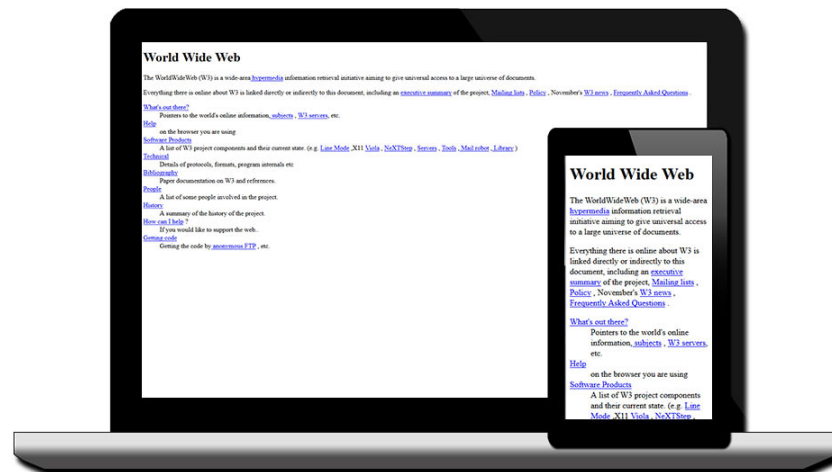 World Wide Web
The WorldWideWeb (W3) is a wide-area hypermedia information retrieval initiative aiming to give universal access to a large universe of documents.
Everything there is online about W3 is linked directly or indirectly to this document, including an executive summary of the project, Mailing lists , Policy , November's W3 news , Frequently Asked Questions .
What's out there?
Pointers to the world's online information, subjects , W3 servers, etc.
Help
on the browser you are using
Software Products
A list of W3 project components and their current state. (e.g. Line Mode ,X11 Viola , NeXTStep , Servers , Tools , Mail robot , Library )
Technical
Details of protocols, formats, program internals etc
Bibliography
Paper documentation on W3 and references.
People
A list of some people involved in the project.
History
A summary of the history of the project.
How can I help ?
If you would like to support the web..
Getting code
Getting the code by anonymous FTP , etc.
World Wide Web
The WorldWideWeb (W3) is a wide-area
hypermedia information retrieval
initiative aiming to give universal access
to a large universe of documents.
Everything there is online about W3 is
linked directly or indirectly to this
document, including an executive
summary of the project, Mailing lists ,
Policy , November's W3 news ,
Frequently Asked Questions .
What's out there?
Pointers to the world's online
information, subjects , W3 servers,
etc.
Help
on the browser you are using
Software Products
A list of W3 project components
and their current state. (e.g. Line
Mode ,X11 Viola , NeXTStep ,